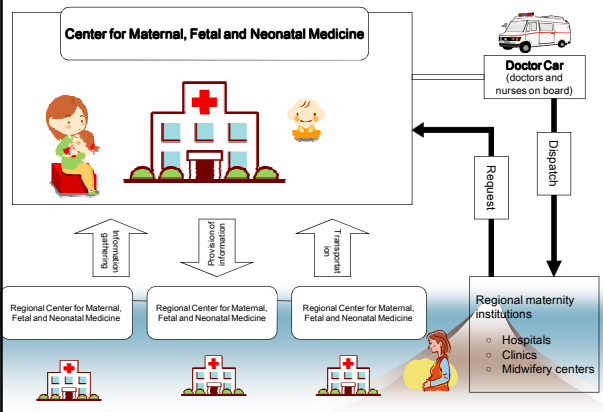 Center for Maternal, Fetal and Neonatal Medicine
Doctor Car
(doctors and
nurses on board)
Request
Dispatch
Information
gathering
Provision of
information
Transportat
ion
Regional Center for Maternal,
Fetal and Neonatal Medicine
Regional Center for Maternal,
Fetal and Neonatal Medicine
Regional Center for Maternal,
Fetal and Neonatal Medicine
Regional maternity
institutions
○ Hospitals
○ Clinics
○ Midwifery centers